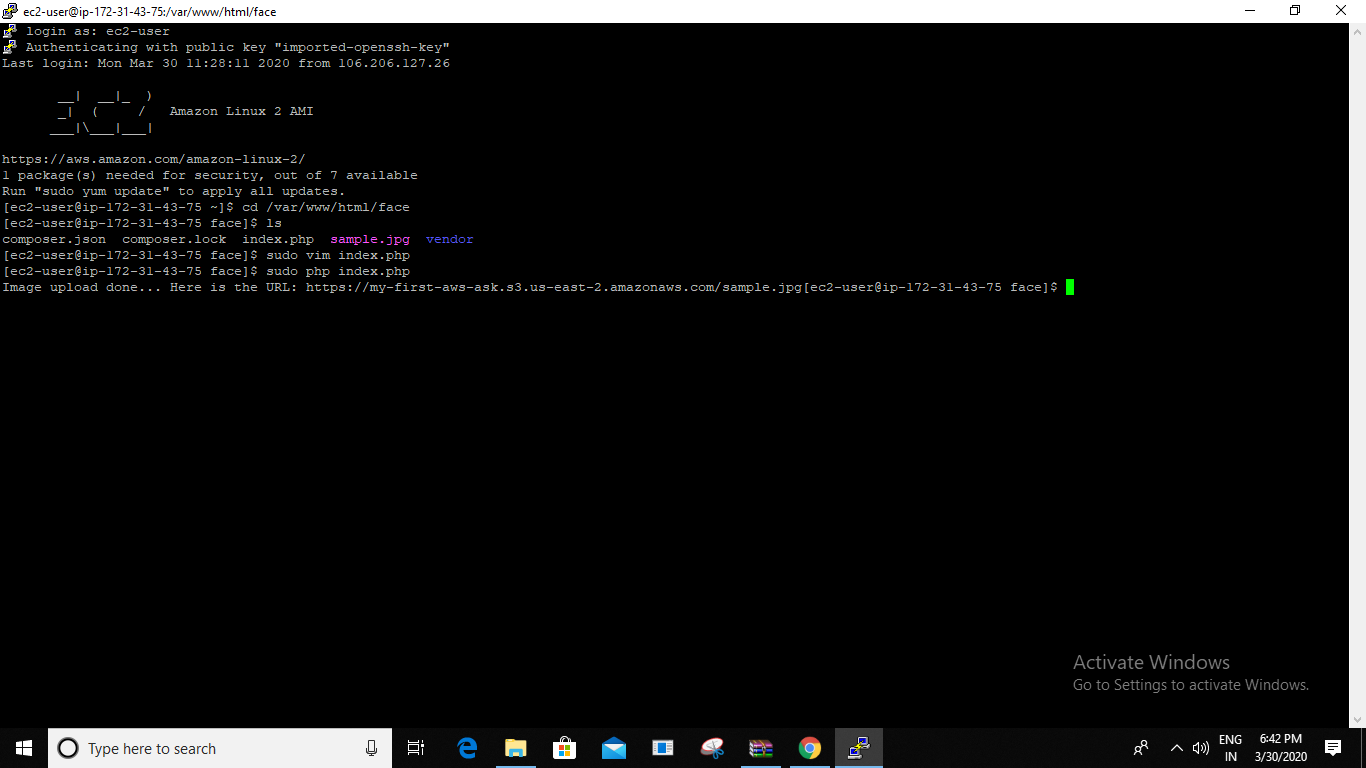 ec2-user@ip-172-31-43-75:/var/www/html/face
login as: ec2-user
Authenticating with public key "imported-openssh-key"
Last login: Mon Mar 30 11:28:11 2020 from 106.206.127.26
__|  __|_  )
_|  (     /   Amazon Linux 2 AMI
___|\___|___|
https://aws.amazon.com/amazon-linux-2/
1 package(s) needed for security, out of 7 available
Run "sudo yum update" to apply all updates.
[ec2-user@ip-172-31-43-75 ~]$ cd /var/www/html/face
[ec2-user@ip-172-31-43-75 face]$ ls
composer.json  composer.lock  index.php  sample.jpg  vendor
[ec2-user@ip-172-31-43-75 face]$ sudo vim index.php
[ec2-user@ip-172-31-43-75 face]$ sudo php index.php
Image upload done... Here is the URL: https://my-first-aws-ask.s3.us-east-2.amazonaws.com/sample.jpg[ec2-user@ip-172-31-43-75 face]$
Activate Windows
Go to Settings to activate Windows.
Type here to search
ENG
IN
6:42 PM
3/30/2020